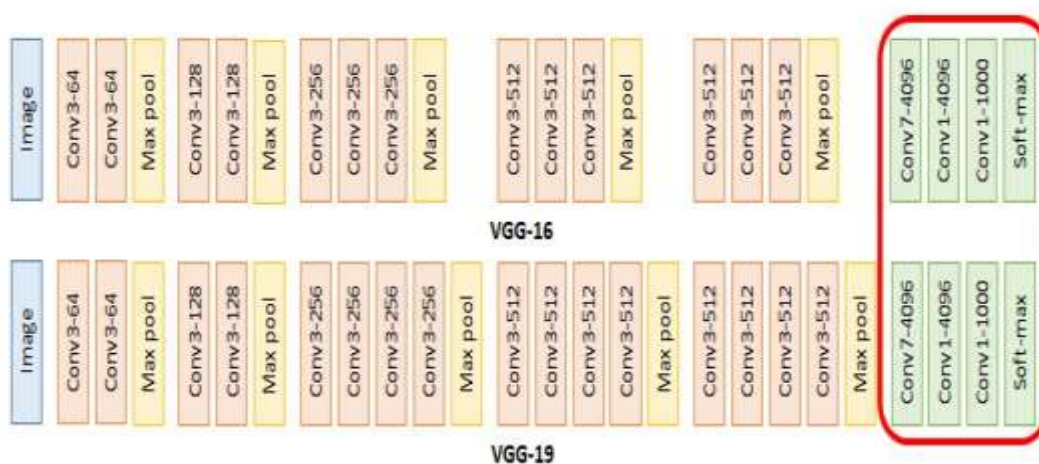 Image
Conv3-64
Conv3-64
Max pool
Conv3-128
Conv3-128
Max pool
Conv3-256
Conv3-256
Conv3-256
Max pool
Conv3-512
Conv3-512
Conv3-512
Max pool
Conv3-512
Conv3-512
Conv3-512
Max pool
Conv7-4096
Conv1-4096
Conv1-1000
Soft-max
VGG-16
Image
Conv3-64
Conv3-64
Max pool
Conv3-128
Conv3-128
Max pool
Conv3-256
Conv3-256
Conv3-256
Conv3-256
Max pool
Conv3-512
Conv3-512
Conv3-512
Conv3-512
Max pool
Conv3-512
Conv3-512
Conv3-512
Conv3-512
Max pool
Conv7-4096
Conv1-4096
Conv1-1000
Soft-max
VGG-19